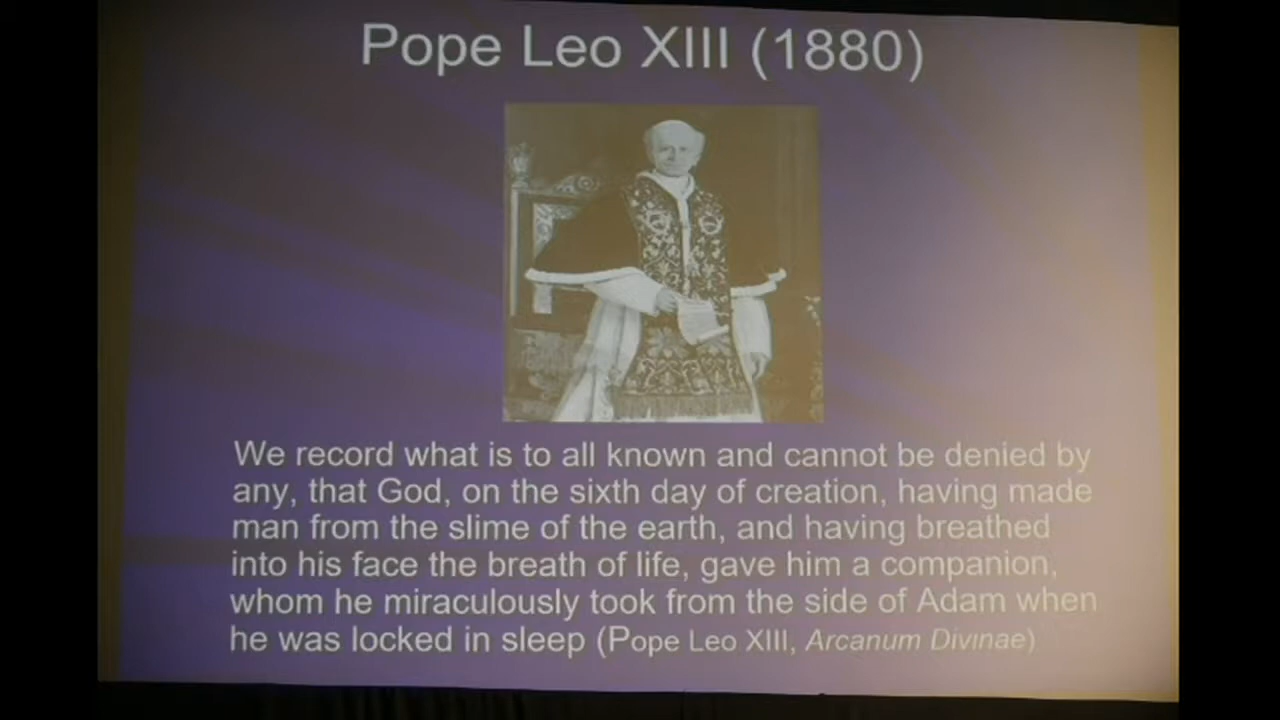 Pope Leo XIII (1880)
We record what is to all known and cannot be denied by
any, that God, on the sixth day of creation, having made
man from the slime of the earth, and having breathed
into his face the breath of life, gave him a companion,
whom he miraculously took from the side of Adam when
he was locked in sleep (Pope Leo XIII, Arcanum Divinae)